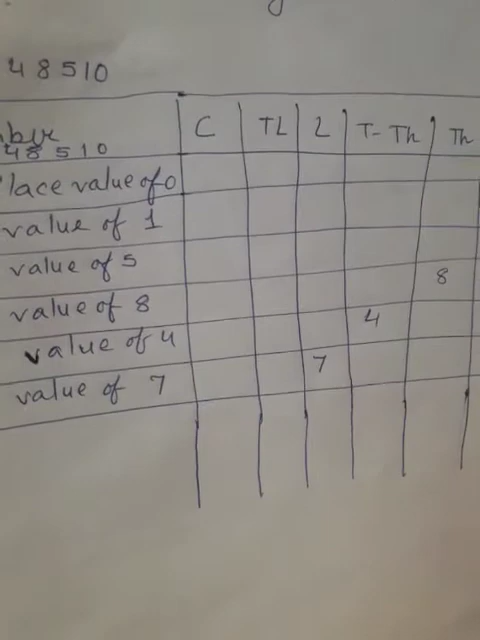 48510
C TL L T-Th Th
48510
lace value of 0
value of 1
value of 5
8
value of 8
4
value of 4
7
value of 7